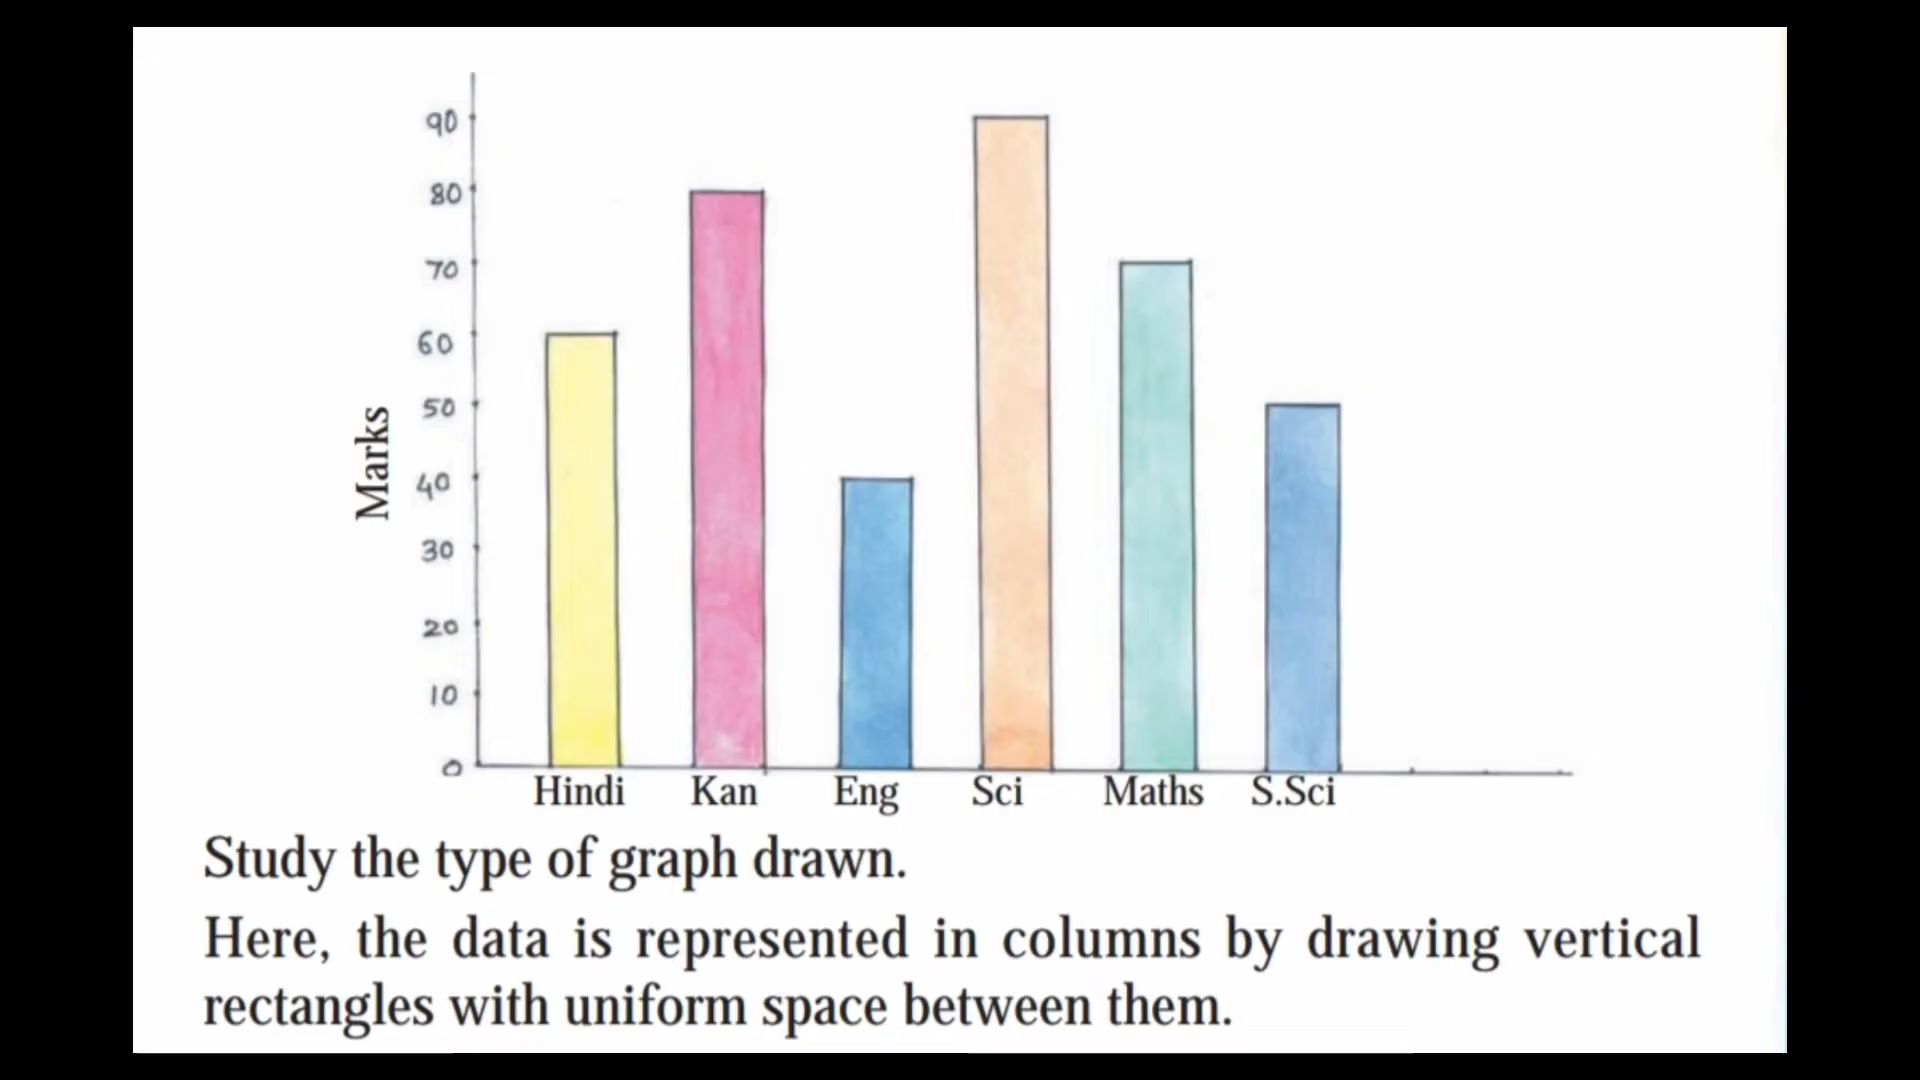 90
80
70
60
50
40
30
20
10
0
Marks
Hindi Kan Eng Sci Maths S.Sci
Study the type of graph drawn.
Here, the data is represented in columns by drawing vertical
rectangles with uniform space between them.